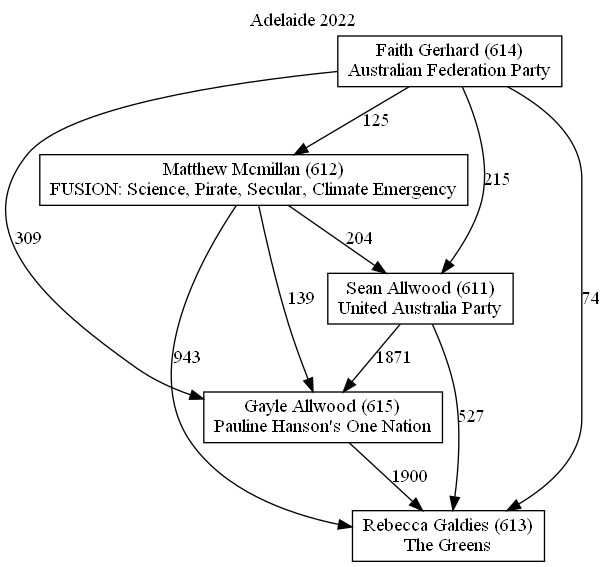 Adelaide 2022
Faith Gerhard (614)
Australian Federation Party
125
Matthew Mcmillan (612)
FUSION: Science, Pirate, Secular, Climate Emergency
215
309
204
Sean Allwood (611)
United Australia Party
139
74
943
1871
Gayle Allwood (615)
Pauline Hanson's One Nation
527
1900
Rebecca Galdies (613)
The Greens